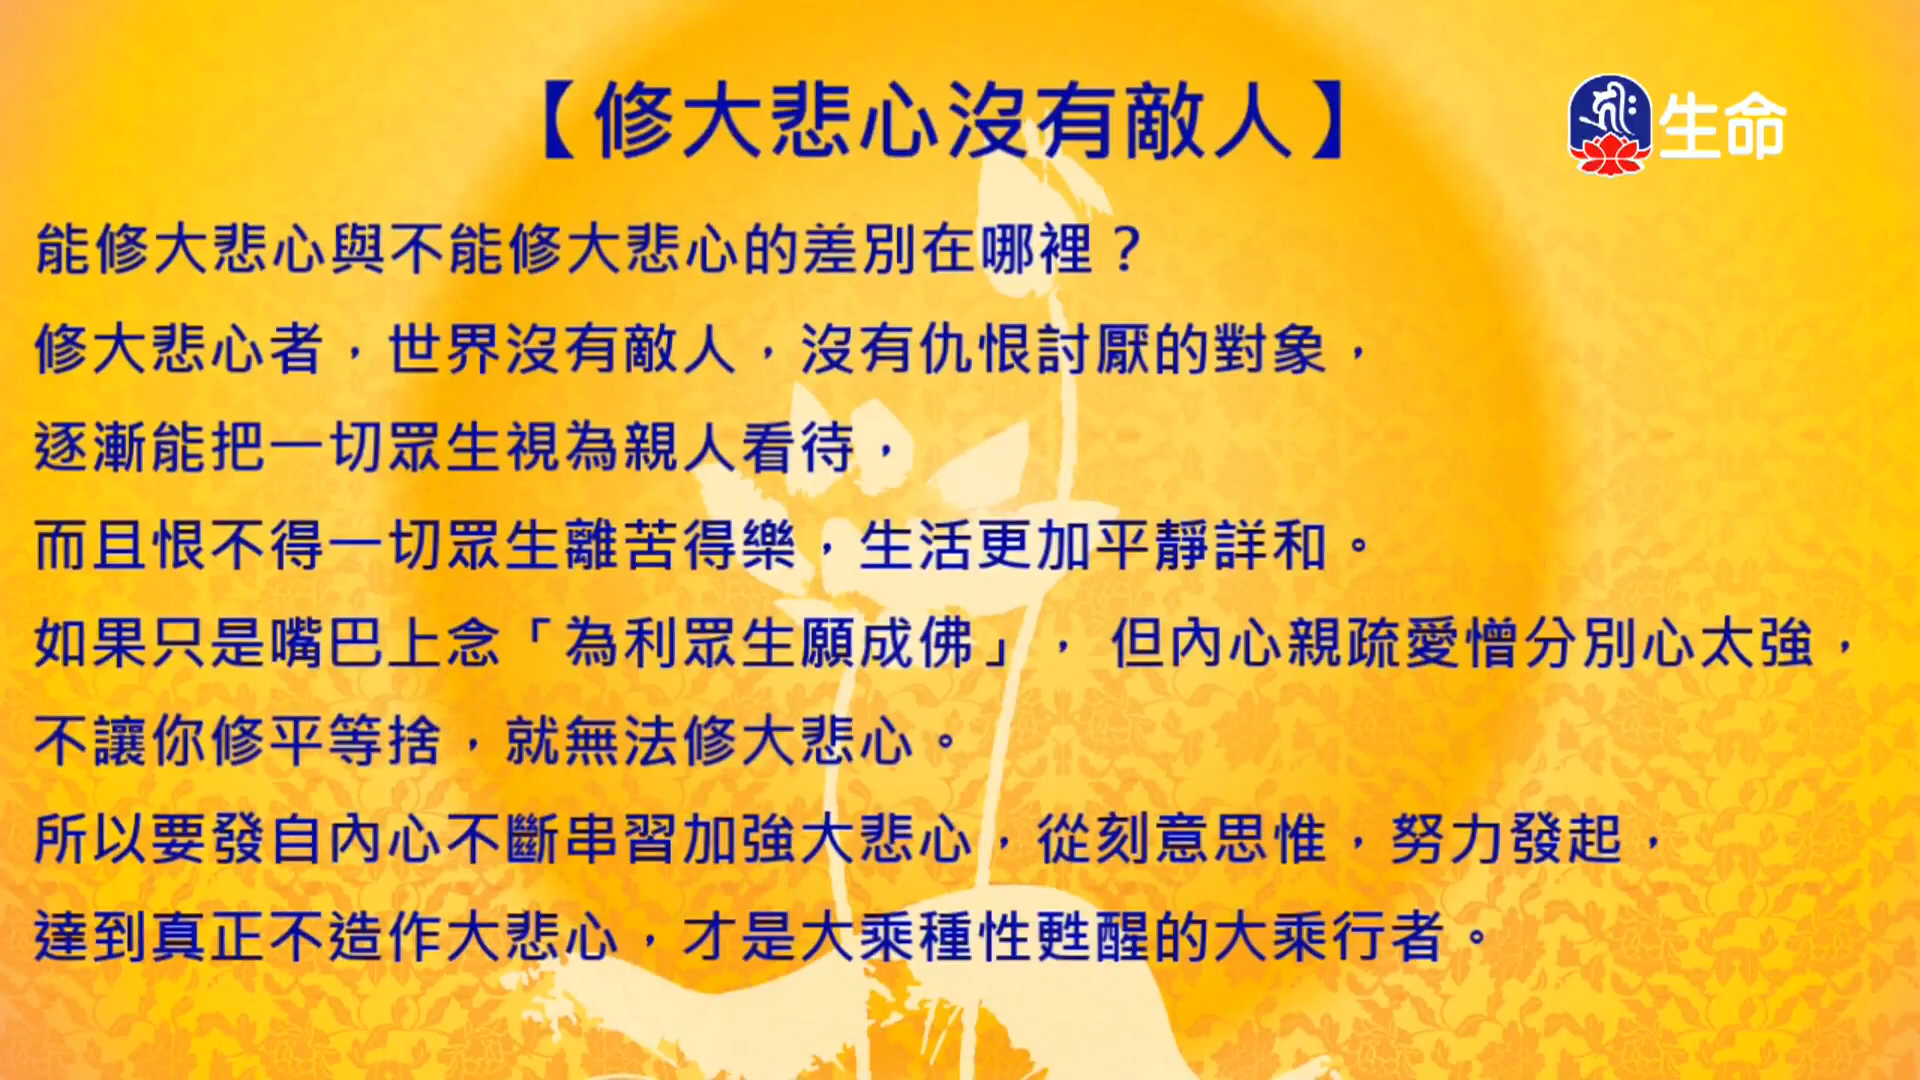 【修大悲心沒有敵人】
生命
能修大悲心與不能修大悲心的差別在哪裡？
修大悲心者，世界沒有敵人，沒有仇恨討厭的對象，
逐漸能把一切眾生視為親人看待，
而且恨不得一切眾生離苦得樂，生活更加平靜詳和。
如果只是嘴巴上念「為利眾生願成佛」， 但內心親疏愛憎分別心太強，
不讓你修平等捨，就無法修大悲心。
所以要發自內心不斷串習加強大悲心，從刻意思惟，努力發起，
達到真正不造作大悲心，才是大乘種性甦醒的大乘行者。